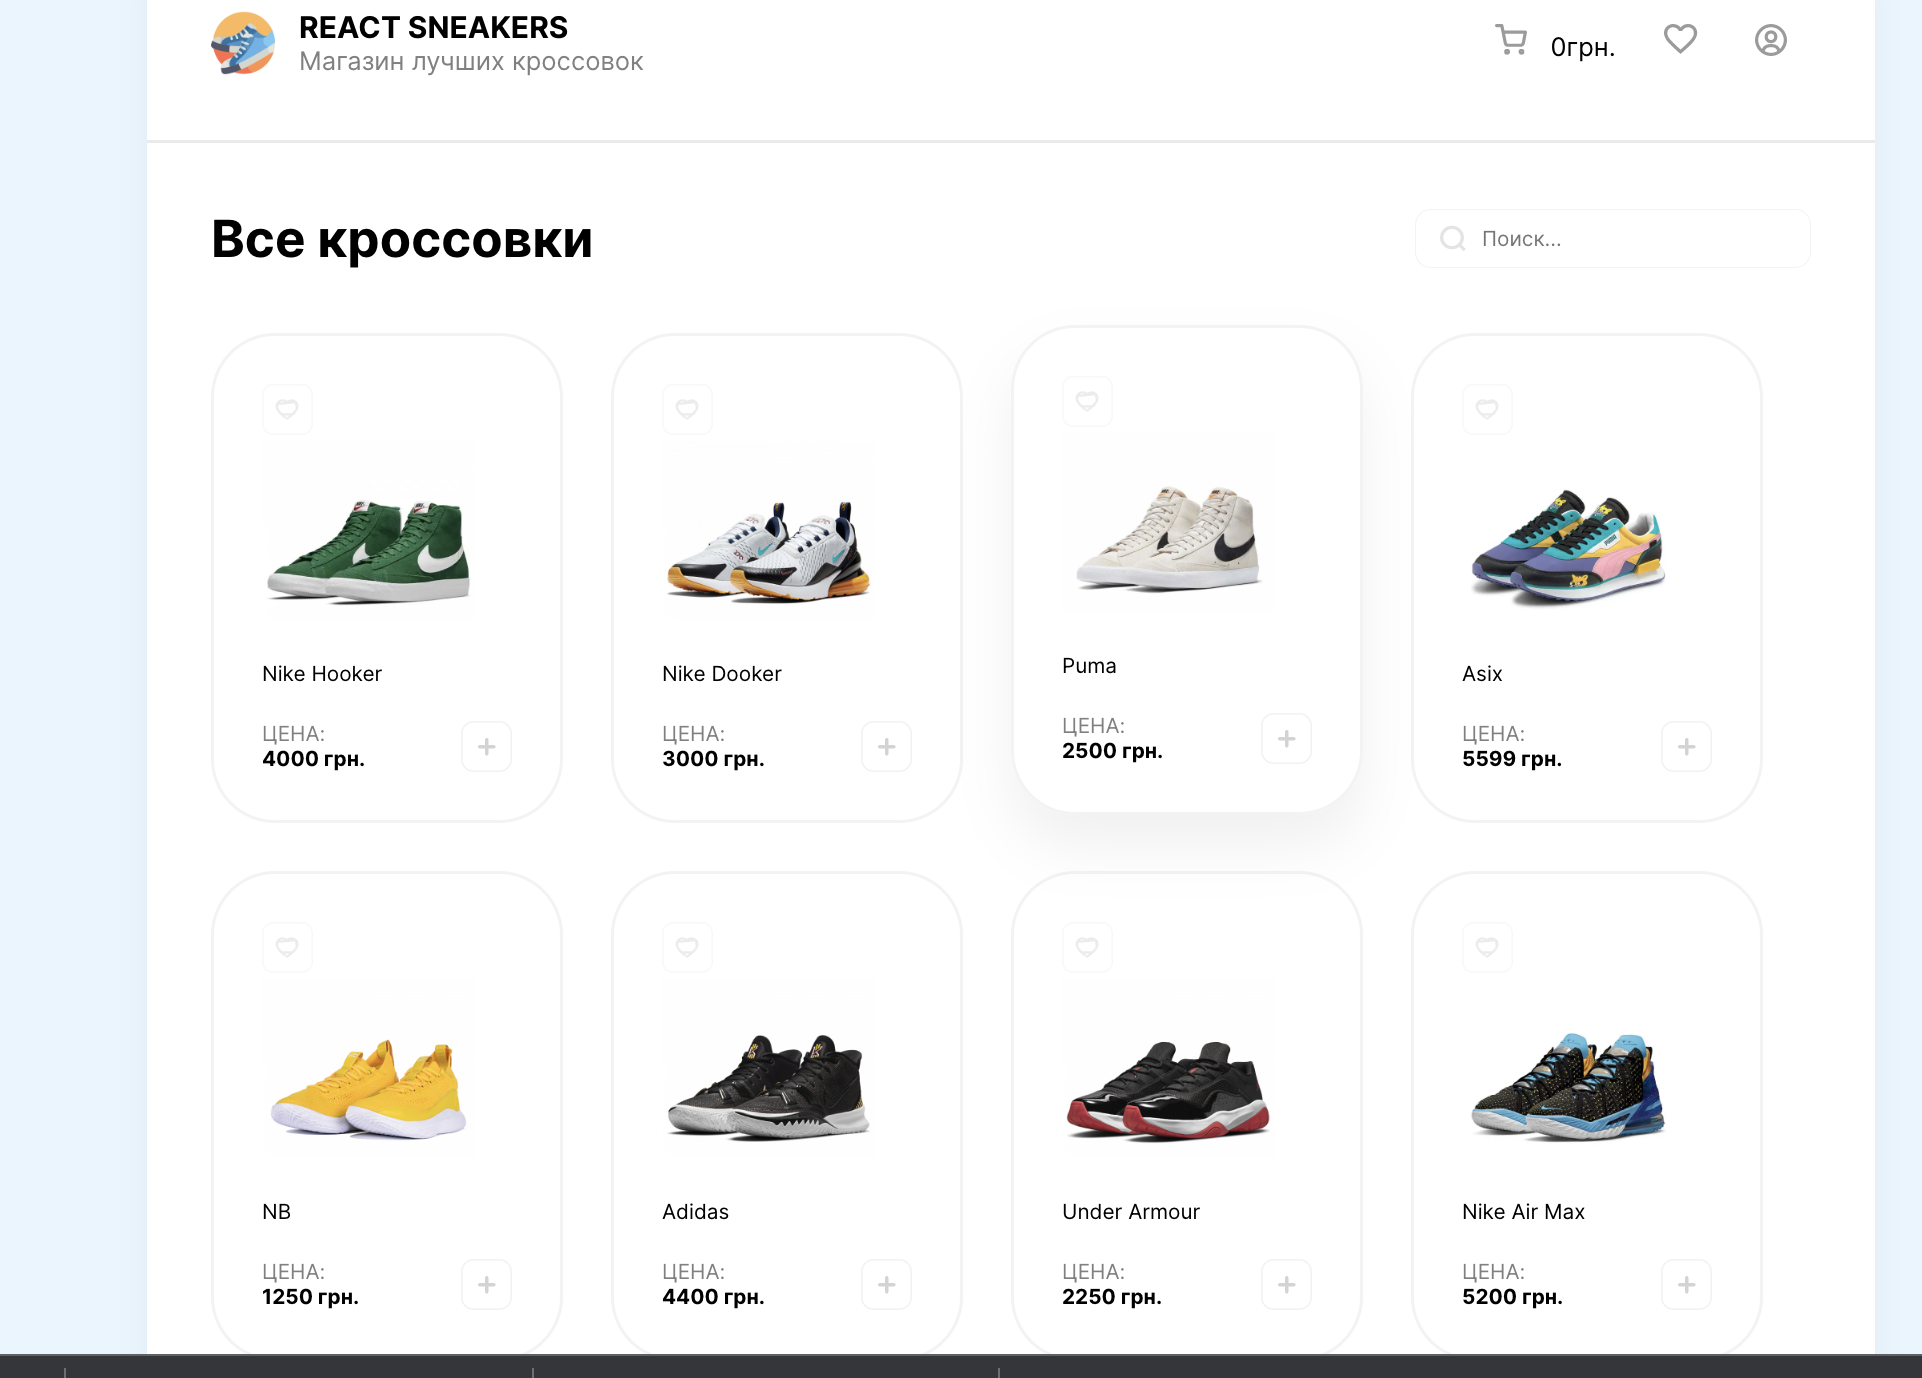 REACT SNEAKERS
Магазин лучших кроссовок
0грн.
Все кроссовки
Поиск...
Nike Hooker
ЦЕНА:
4000 грн.
Nike Dooker
ЦЕНА:
3000 грн.
Puma
ЦЕНА:
2500 грн.
Asix
ЦЕНА:
5599 грн.
NB
ЦЕНА:
1250 грн.
Adidas
ЦЕНА:
4400 грн.
Under Armour
ЦЕНА:
2250 грн.
Nike Air Max
ЦЕНА:
5200 грн.